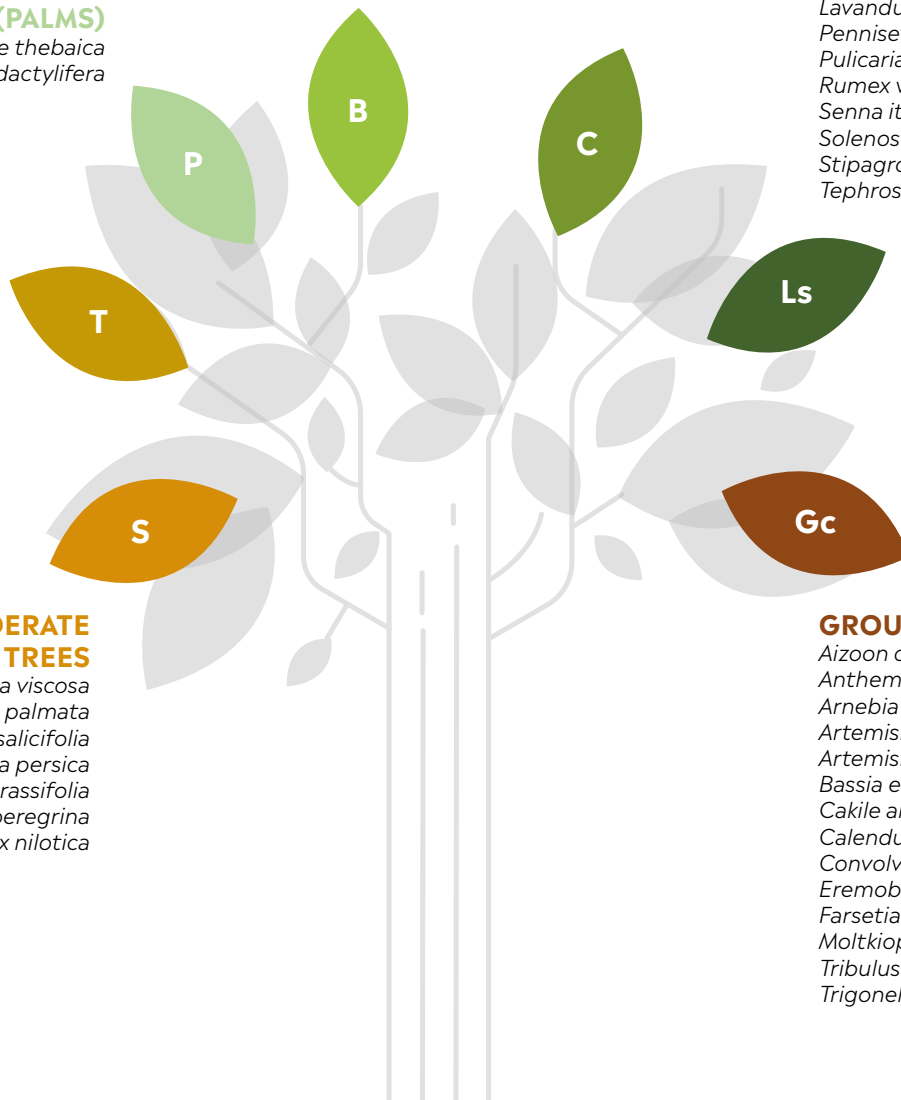 (PALMS)
e thebaica
dactylifera
B
C
P
T
S
Lavandu
Pennise
Pulicaria
Rumex v
Senna it
Solenos
Stipagro
Tephros
Ls
Gc
DERATE
TREES
a viscosa
palmata
salicifolia
a persica
rassifolia
peregrina
x nilotica
GROU
Aizoon c
Anthem
Arnebia
Artemis
Artemis
Bassia e
Cakile a
Calendu
Convolv
Eremob
Farsetia
Moltkiop
Tribulus
Trigonel